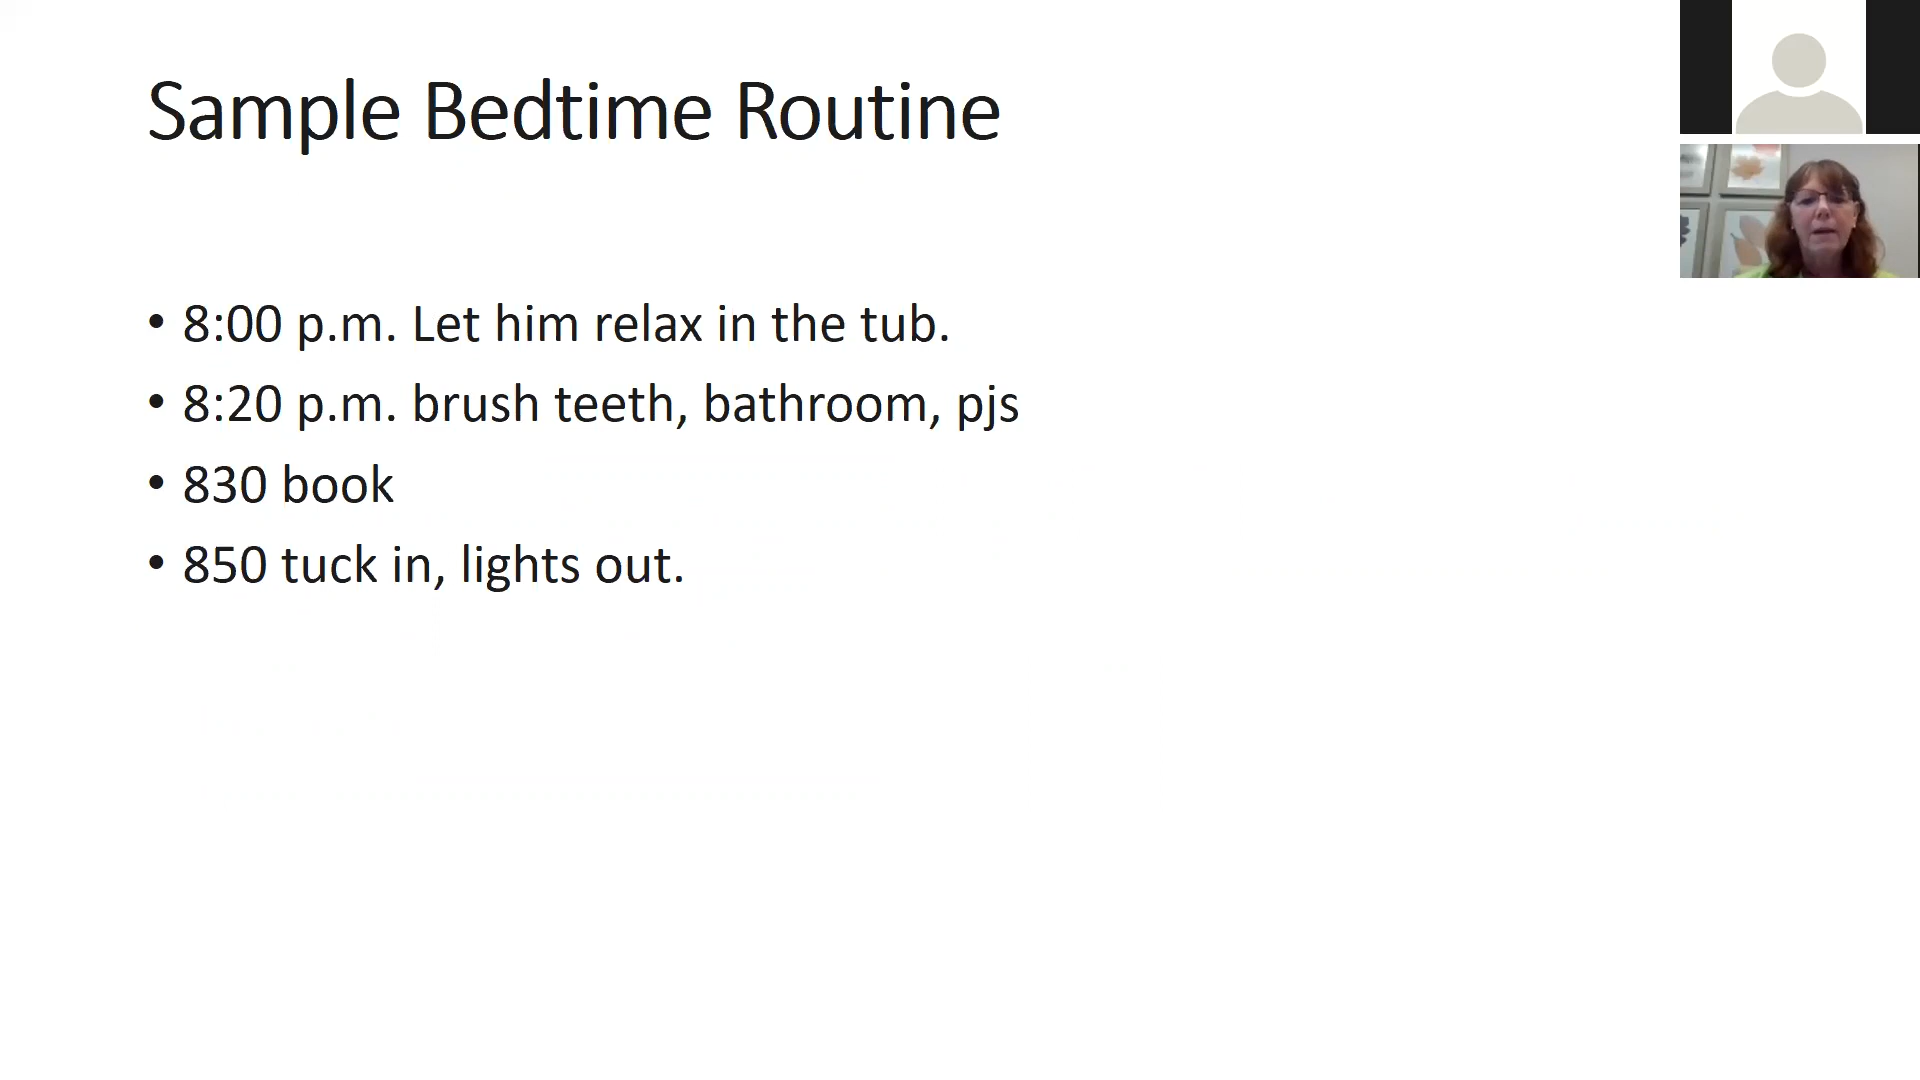 Sample Bedtime Routine
• 8:00 p.m. Let him relax in the tub.
• 8:20 p.m. brush teeth, bathroom, pjs
• 830 book
• 850 tuck in, lights out.